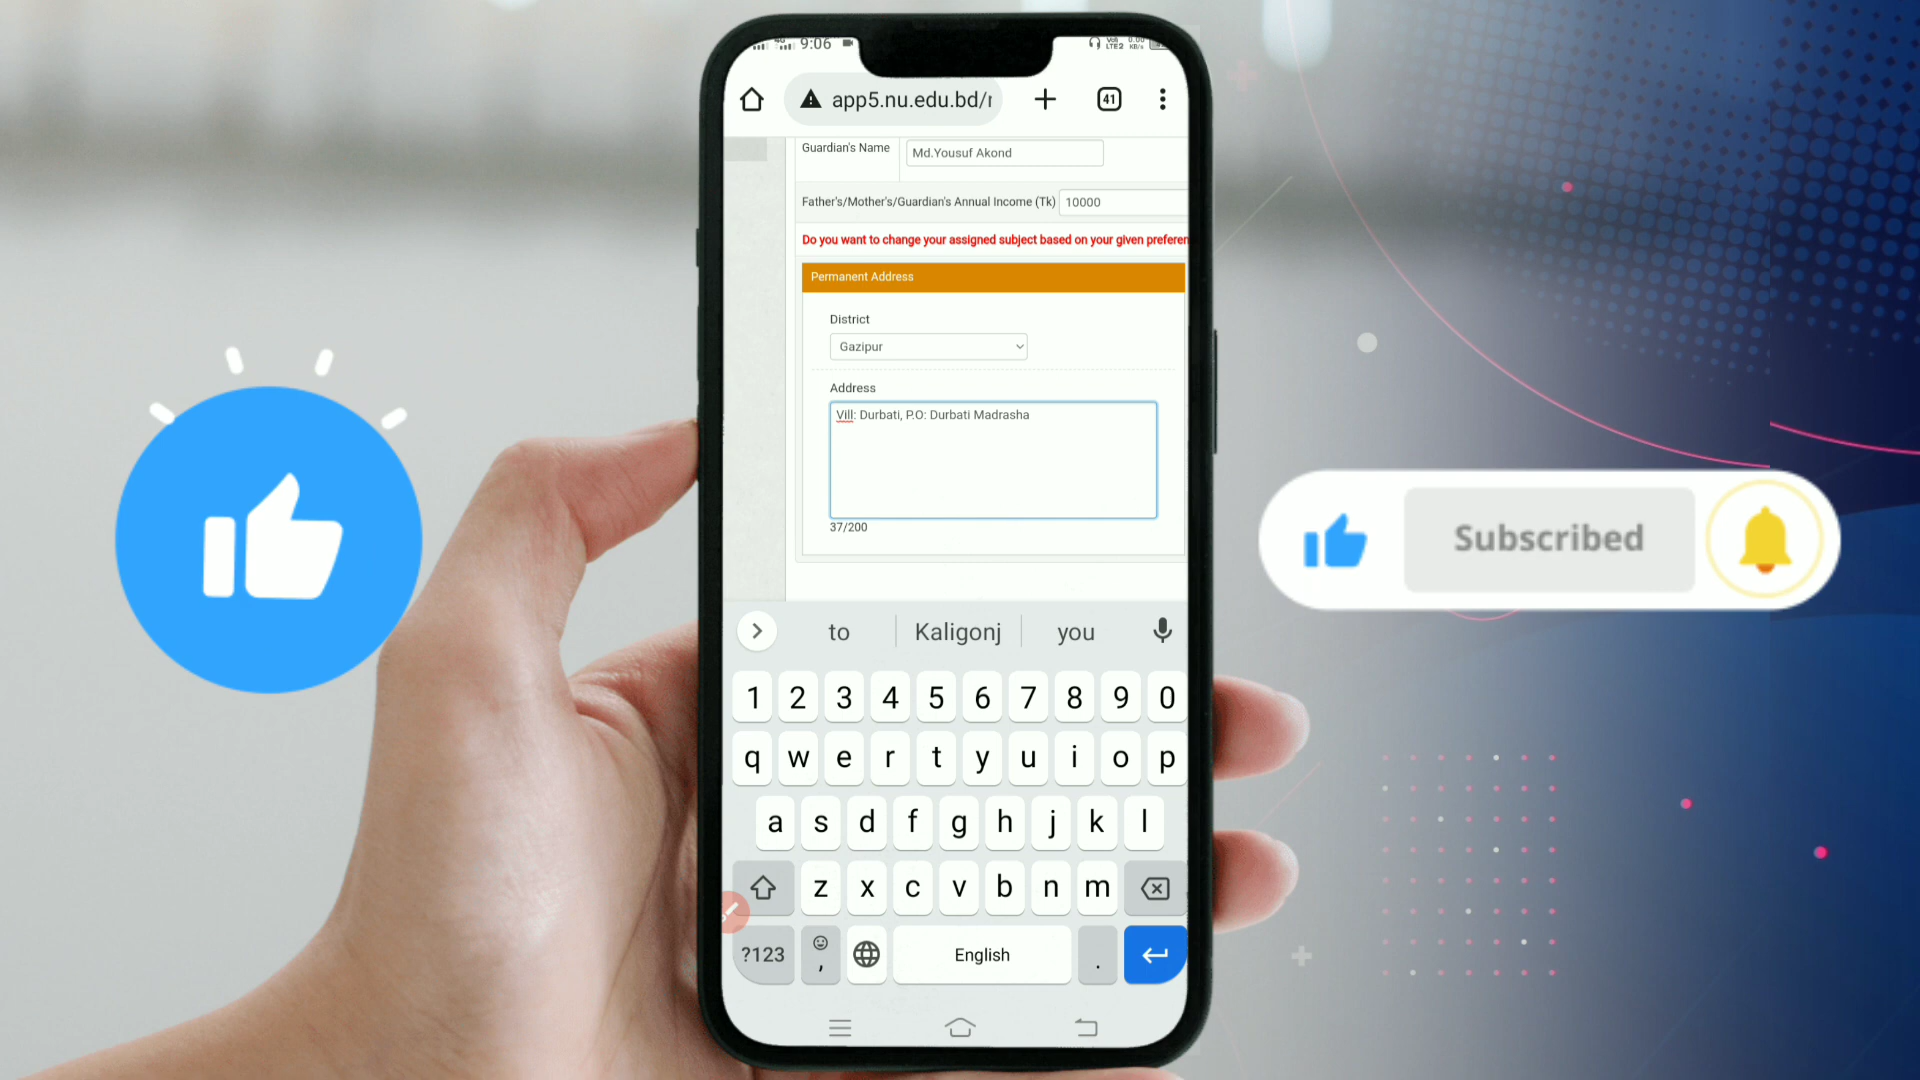 9:06
app5.nu.edu.bd/r
41
Guardian's Name
Md.Yousuf Akond
Father's/Mother's/Guardian's Annual Income (Tk)
10000
Do you want to change your assigned subject based on your given preferen
Permanent Address
District
Gazipur
Address
Vill: Durbati, P.O: Durbati Madrasha
37/200
to
Kaligonj
you
1 2 3 4 5 6 7 8 9 0
q w e r t y u i o p
a s d f g h j k l
z x c v b n m
?123
,
English
.
Subscribed